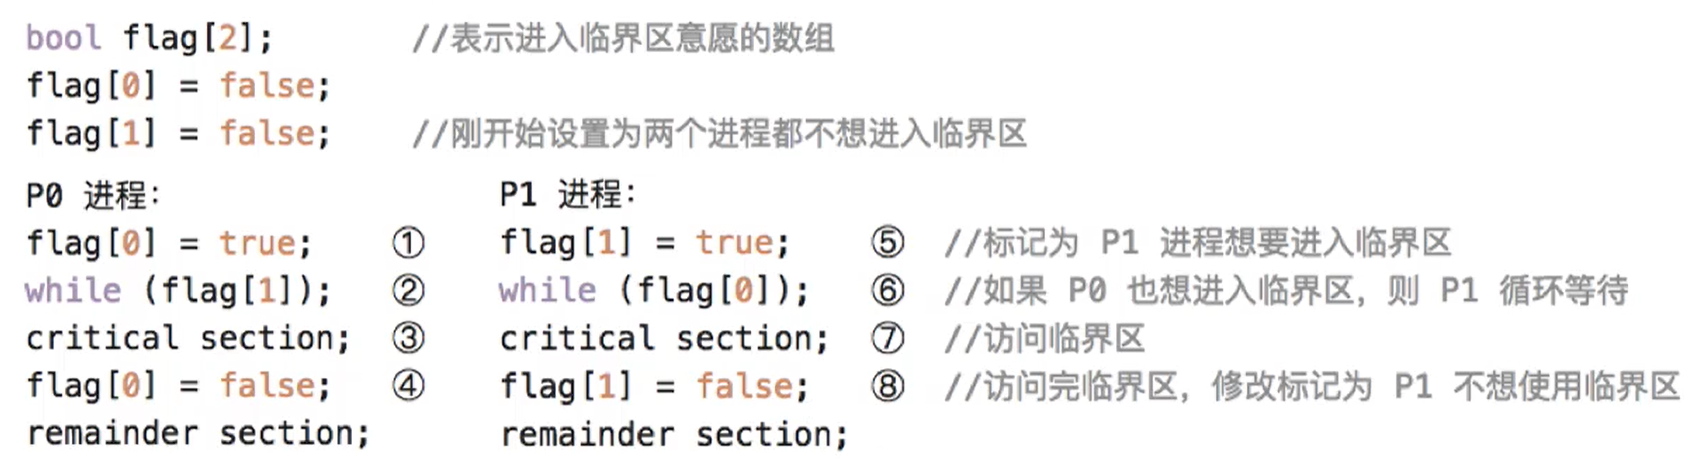 bool flag[2];    //表示进入临界区意愿的数组
flag[0] = false;
flag[1] = false;    //刚开始设置为两个进程都不想进入临界区
P0 进程:    P1 进程:
flag[0] = true;    ①    flag[1] = true;    ⑤    //标记为 P1 进程想要进入临界区
while (flag[1]);    ②    while (flag[0]);    ⑥    //如果 P0 也想进入临界区，则 P1 循环等待
critical section;    ③    critical section;    ⑦    //访问临界区
flag[0] = false;    ④    flag[1] = false;    ⑧    //访问完临界区，修改标记为 P1 不想使用临界区
remainder section;    remainder section;